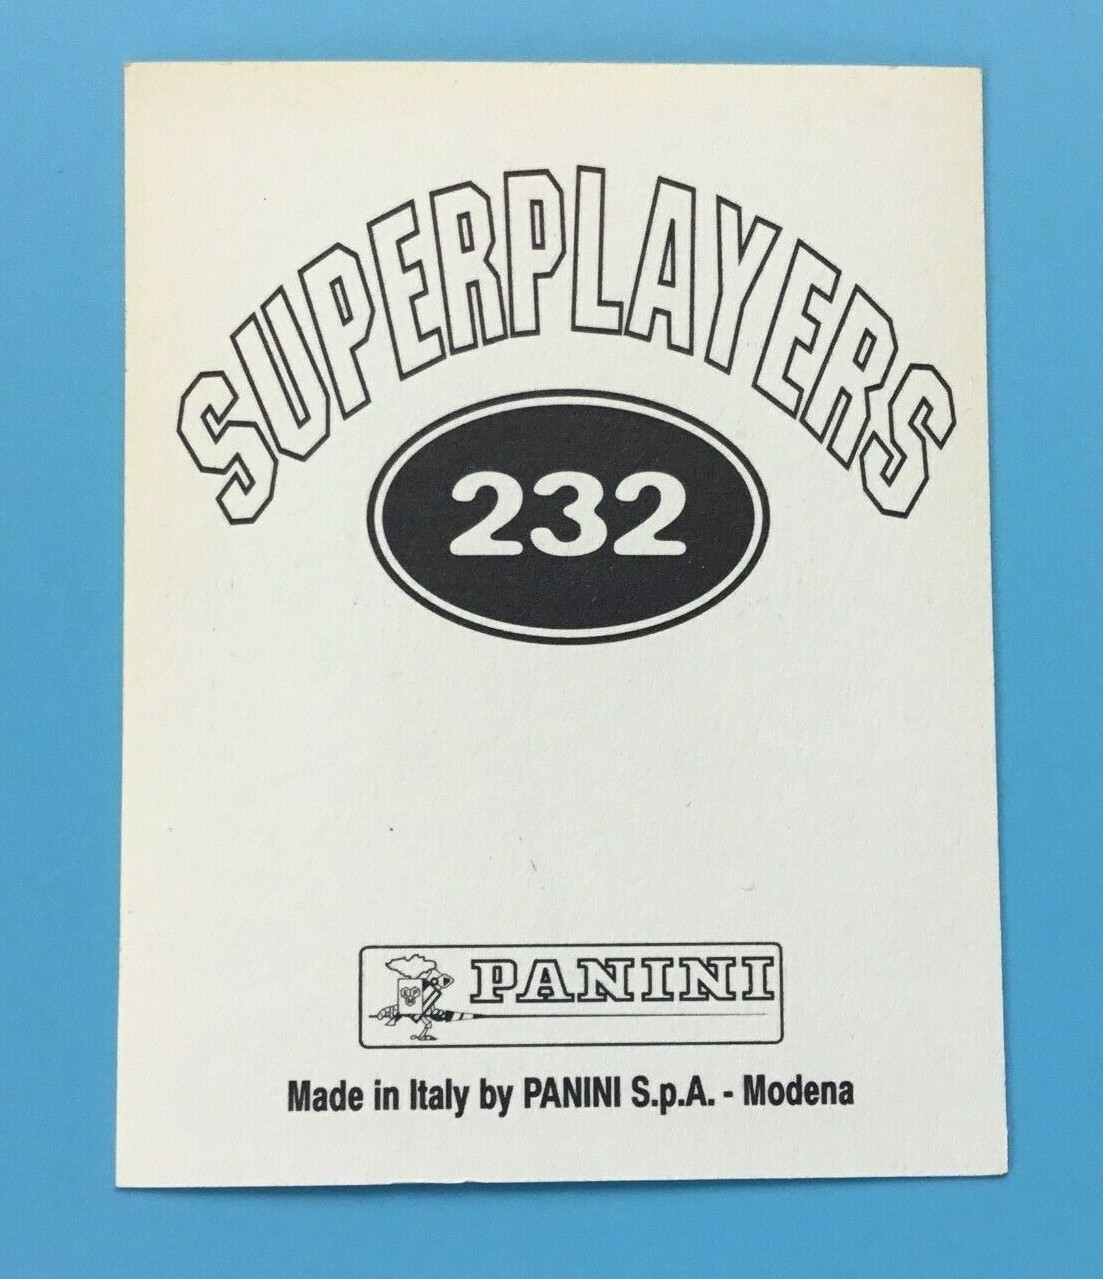 SUPERPLAYERS
232
PANINI
Made in Italy by PANINI S.p.A. - Modena